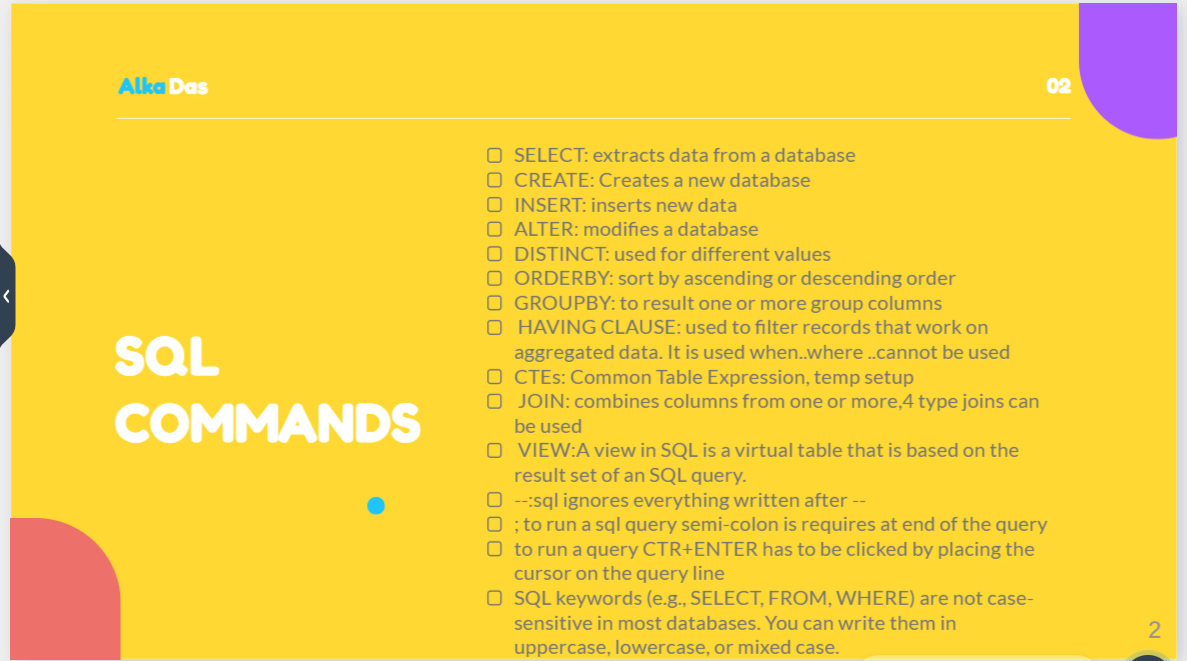 Alka Das
02
SELECT: extracts data from a database
CREATE: Creates a new database
INSERT: inserts new data
ALTER: modifies a database
DISTINCT: used for different values
ORDERBY: sort by ascending or descending order
GROUPBY: to result one or more group columns
HAVING CLAUSE: used to filter records that work on
aggregated data. It is used when..where ..cannot be used
CTEs: Common Table Expression, temp setup
JOIN: combines columns from one or more,4 type joins can
be used
VIEW:A view in SQL is a virtual table that is based on the
result set of an SQL query.
--:sql ignores everything written after --
; to run a sql query semi-colon is requires at end of the query
to run a query CTR+ENTER has to be clicked by placing the
cursor on the query line
SQL keywords (e.g., SELECT, FROM, WHERE) are not case-
sensitive in most databases. You can write them in
uppercase, lowercase, or mixed case.
SQL
COMMANDS
2